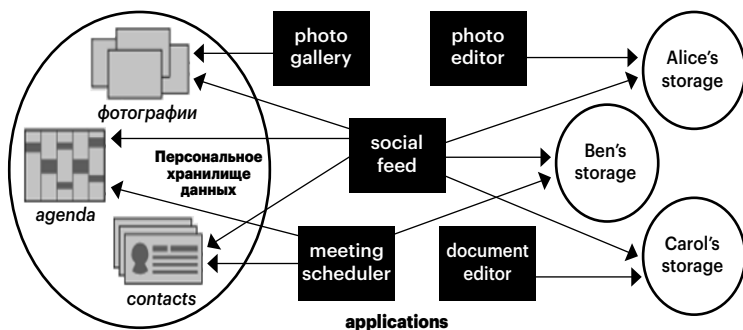 photo
gallery
photo
editor
Alice's
storage
фотографии
social
feed
Ben's
storage
Персональное
хранилище
данных
agenda
meeting
scheduler
document
editor
Carol's
storage
contacts
applications